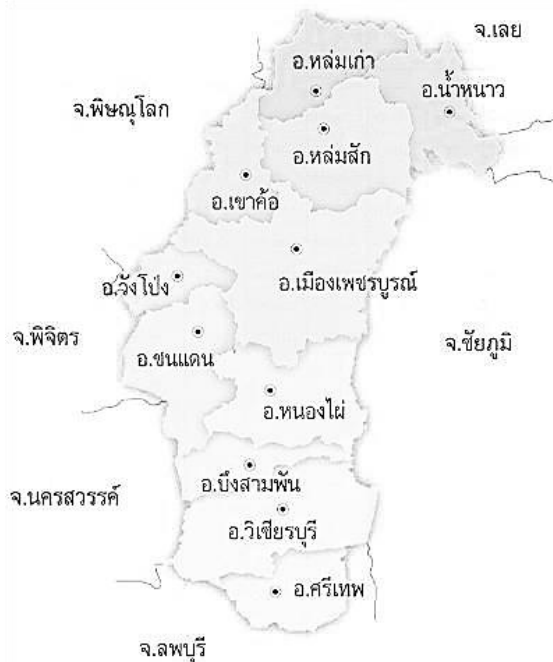 จ.เลย
อ.หล่มเก่า
อ.น้ำหนาว
จ.พิษณุโลก
อ.หล่มสัก
อ.เขาค้อ
อ.วังโป่ง
อ.เมืองเพชรบูรณ์
จ.พิจิตร
จ.ชัยภูมิ
อ.ชนแดน
อ.หนองไผ่
อ.บึงสามพัน
จ.นครสวรรค์
อ.วิเชียรบุรี
อ.ศรีเทพ
จ.ลพบุรี